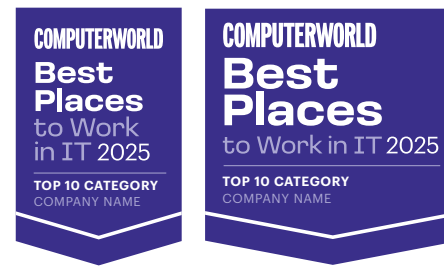 COMPUTERWORLD
Best
Places
to Work
in IT 2025
TOP 10 CATEGORY
COMPANY NAME
COMPUTERWORLD
Best
Places
to Work in IT 2025
TOP 10 CATEGORY
COMPANY NAME